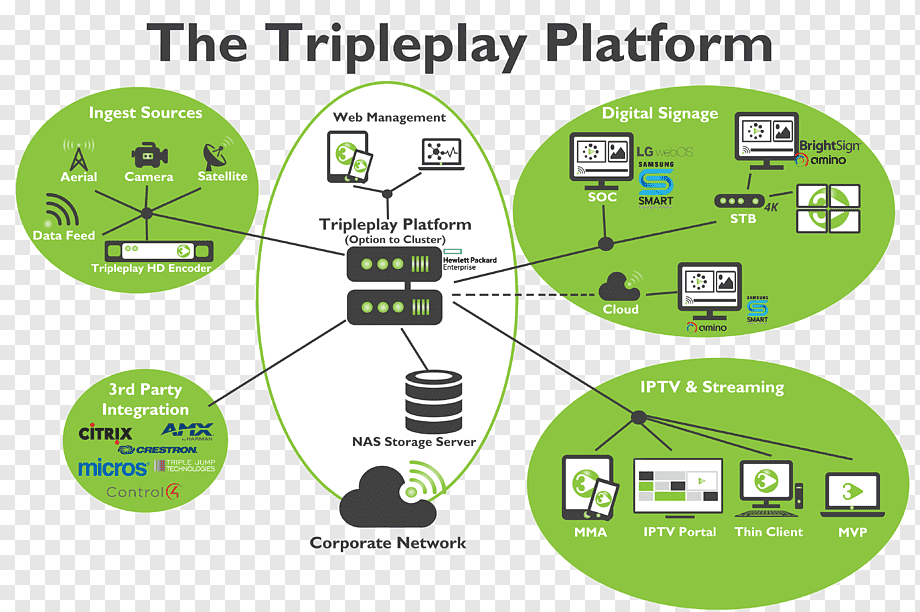 The Tripleplay Platform
Ingest Sources
Aerial
Camera
Satellite
Data Feed
Tripleplay HD Encoder
Web Management
Tripleplay Platform
(Option to Cluster)
Hewlett Packard
Enterprise
NAS Storage Server
Corporate Network
Digital Signage
LG webOS
SAMSUNG
SMART
SOC
BrightSign
amino
STB
4K
Cloud
SAMSUNG
SMART
amino
3rd Party
Integration
CITRIX
AMX
BY HARMAN
CRESTRON
micros
TRIPLE JUMP
TECHNOLOGIES
Control4
IPTV & Streaming
MMA
IPTV Portal
Thin Client
MVP